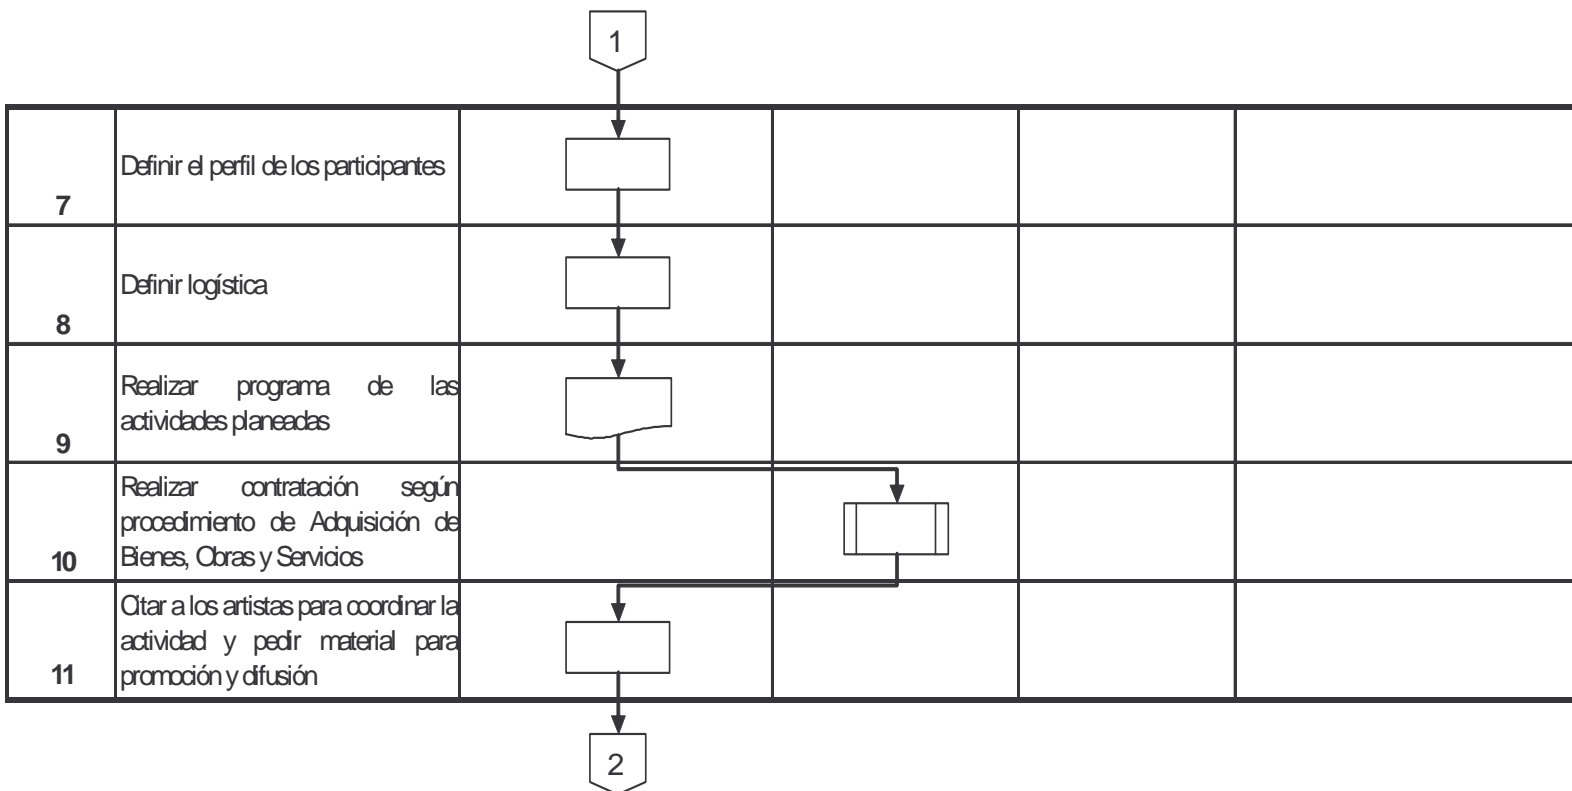 1
Definir el perfil de los participantes
7
Definir logística
8
Realizar programa de las
actividades planeadas
9
Realizar contratación según
procedimiento de Adquisición de
Bienes, Obras y Servicios
10
Citar a los artistas para coordinar la
actividad y pedir material para
promoción y difusión
11
2